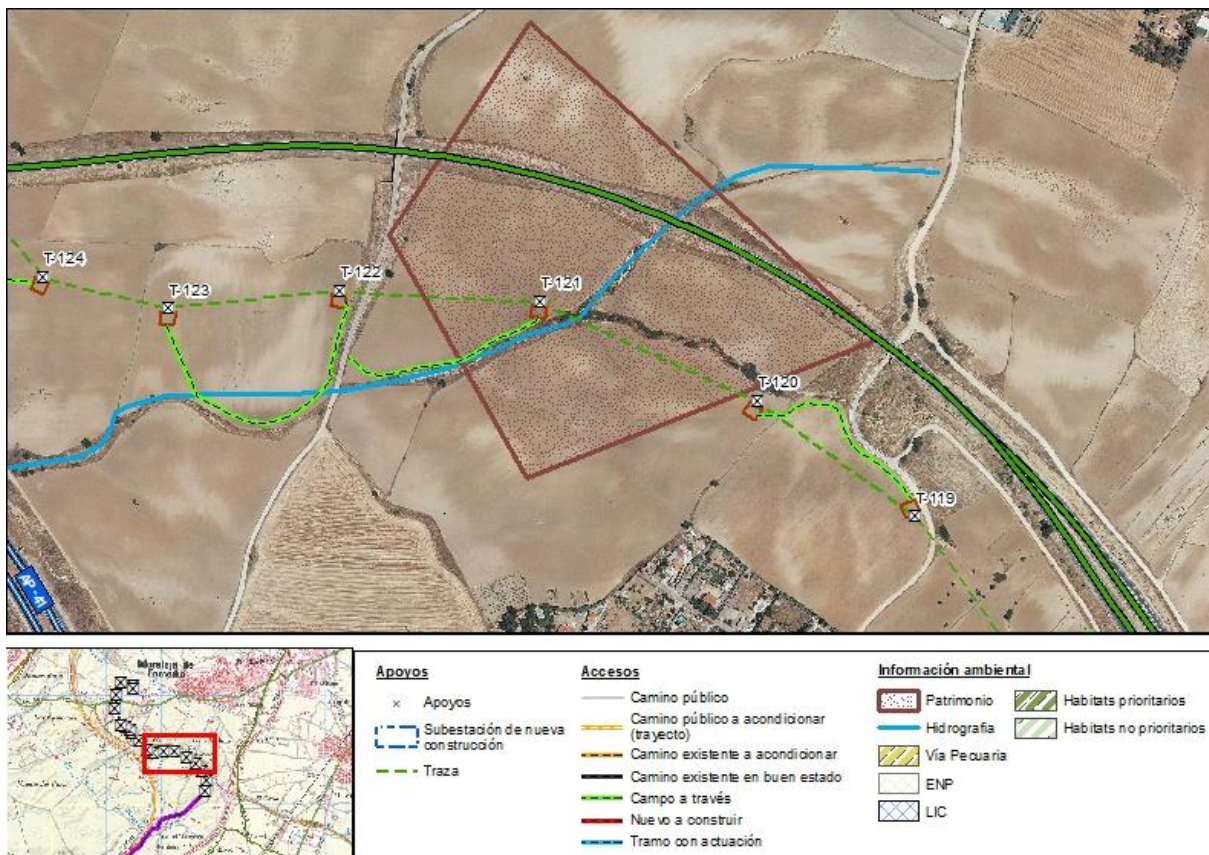 T-124
T-123
T-122
T-121
T-120
T-119
AP-41
Moraleja de
Apoyos
Apoyos
Subestación de nueva
construcción
Traza
Accesos
Camino público
Camino público a acondicionar
(trayecto)
Camino existente a acondicionar
Camino existente en buen estado
Campo a través
Nuevo a construir
Tramo con actuación
Información ambiental
Patrimonio
Hidrografía
Vía Pecuaria
ENP
LIC
Habitats prioritarios
Habitats no prioritarios